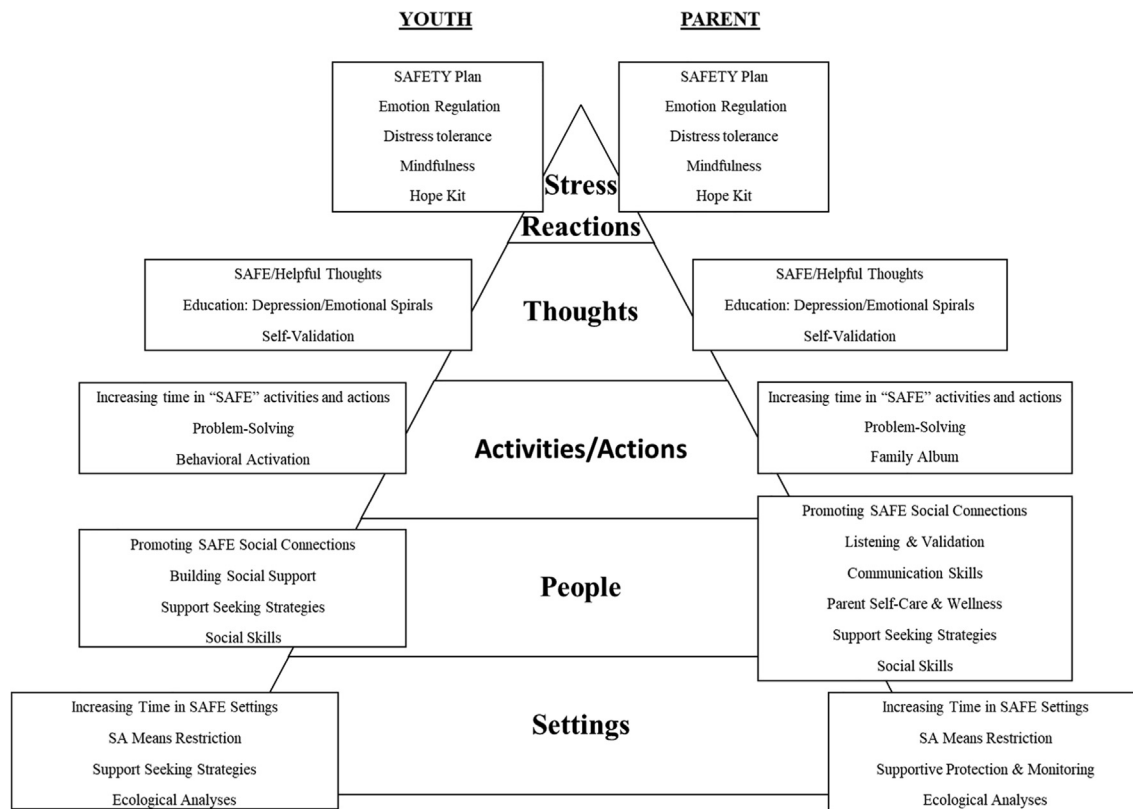 YOUTH
PARENT
SAFETY Plan
Emotion Regulation
Distress tolerance
Mindfulness
Hope Kit
SAFETY Plan
Emotion Regulation
Distress tolerance
Mindfulness
Hope Kit
Stress
Reactions
SAFE/Helpful Thoughts
Education: Depression/Emotional Spirals
Self-Validation
Thoughts
SAFE/Helpful Thoughts
Education: Depression/Emotional Spirals
Self-Validation
Increasing time in “SAFE” activities and actions
Problem-Solving
Behavioral Activation
Activities/Actions
Increasing time in “SAFE” activities and actions
Problem-Solving
Family Album
Promoting SAFE Social Connections
Building Social Support
Support Seeking Strategies
Social Skills
People
Promoting SAFE Social Connections
Listening & Validation
Communication Skills
Parent Self-Care & Wellness
Support Seeking Strategies
Social Skills
Increasing Time in SAFE Settings
SA Means Restriction
Support Seeking Strategies
Ecological Analyses
Settings
Increasing Time in SAFE Settings
SA Means Restriction
Supportive Protection & Monitoring
Ecological Analyses